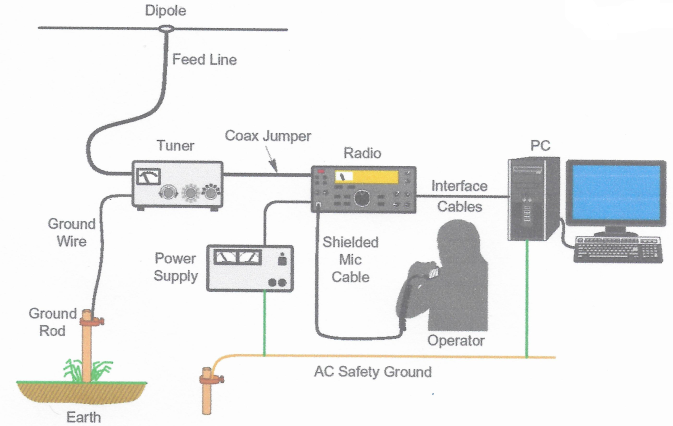 Dipole
Feed Line
Tuner
Coax Jumper
Radio
PC
Interface
Cables
Ground
Wire
Power
Supply
Shielded
Mic
Cable
Ground
Rod
Operator
AC Safety Ground
Earth